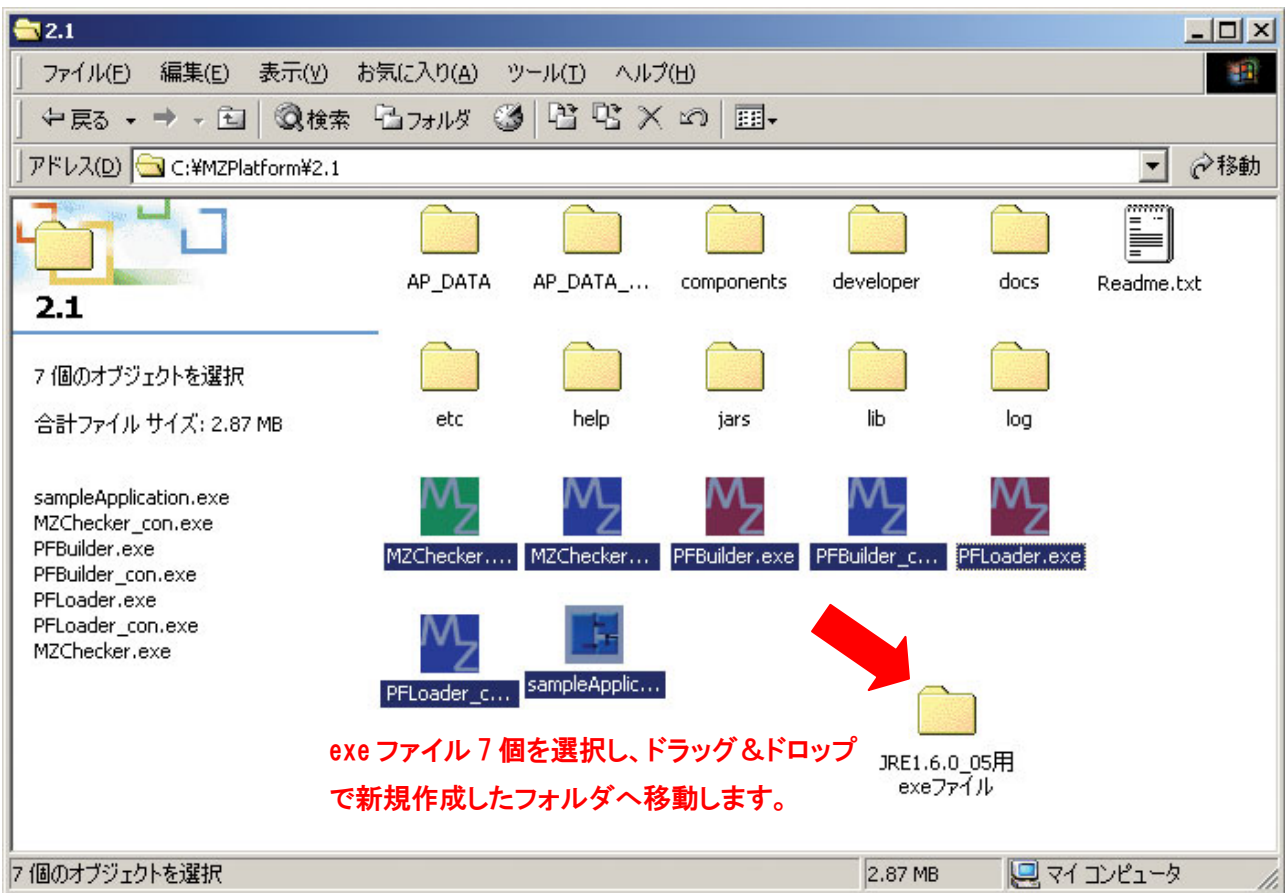 2.1
ファイル(F) 編集(E) 表示(V) お気に入り(A) ツール(T) ヘルプ(H)
戻る 検索 フォルダ
アドレス(D) C:¥MZPlatform¥2.1 移動
2.1
7 個のオブジェクトを選択
合計ファイル サイズ: 2.87 MB
sampleApplication.exe
MZChecker_con.exe
PFBuilder.exe
PFBuilder_con.exe
PFLoader.exe
PFLoader_con.exe
MZChecker.exe
AP_DATA AP_DATA_... components developer docs Readme.txt
etc help jars lib log
MZChecker.... MZChecker... PFBuilder.exe PFBuilder_c... PFLoader.exe
PFLoader_c... sampleApplic...
JRE1.6.0_05用
exeファイル
exe ファイル 7 個を選択し、ドラッグ＆ドロップ
で新規作成したフォルダへ移動します。
7 個のオブジェクトを選択 2.87 MB マイ コンピュータ